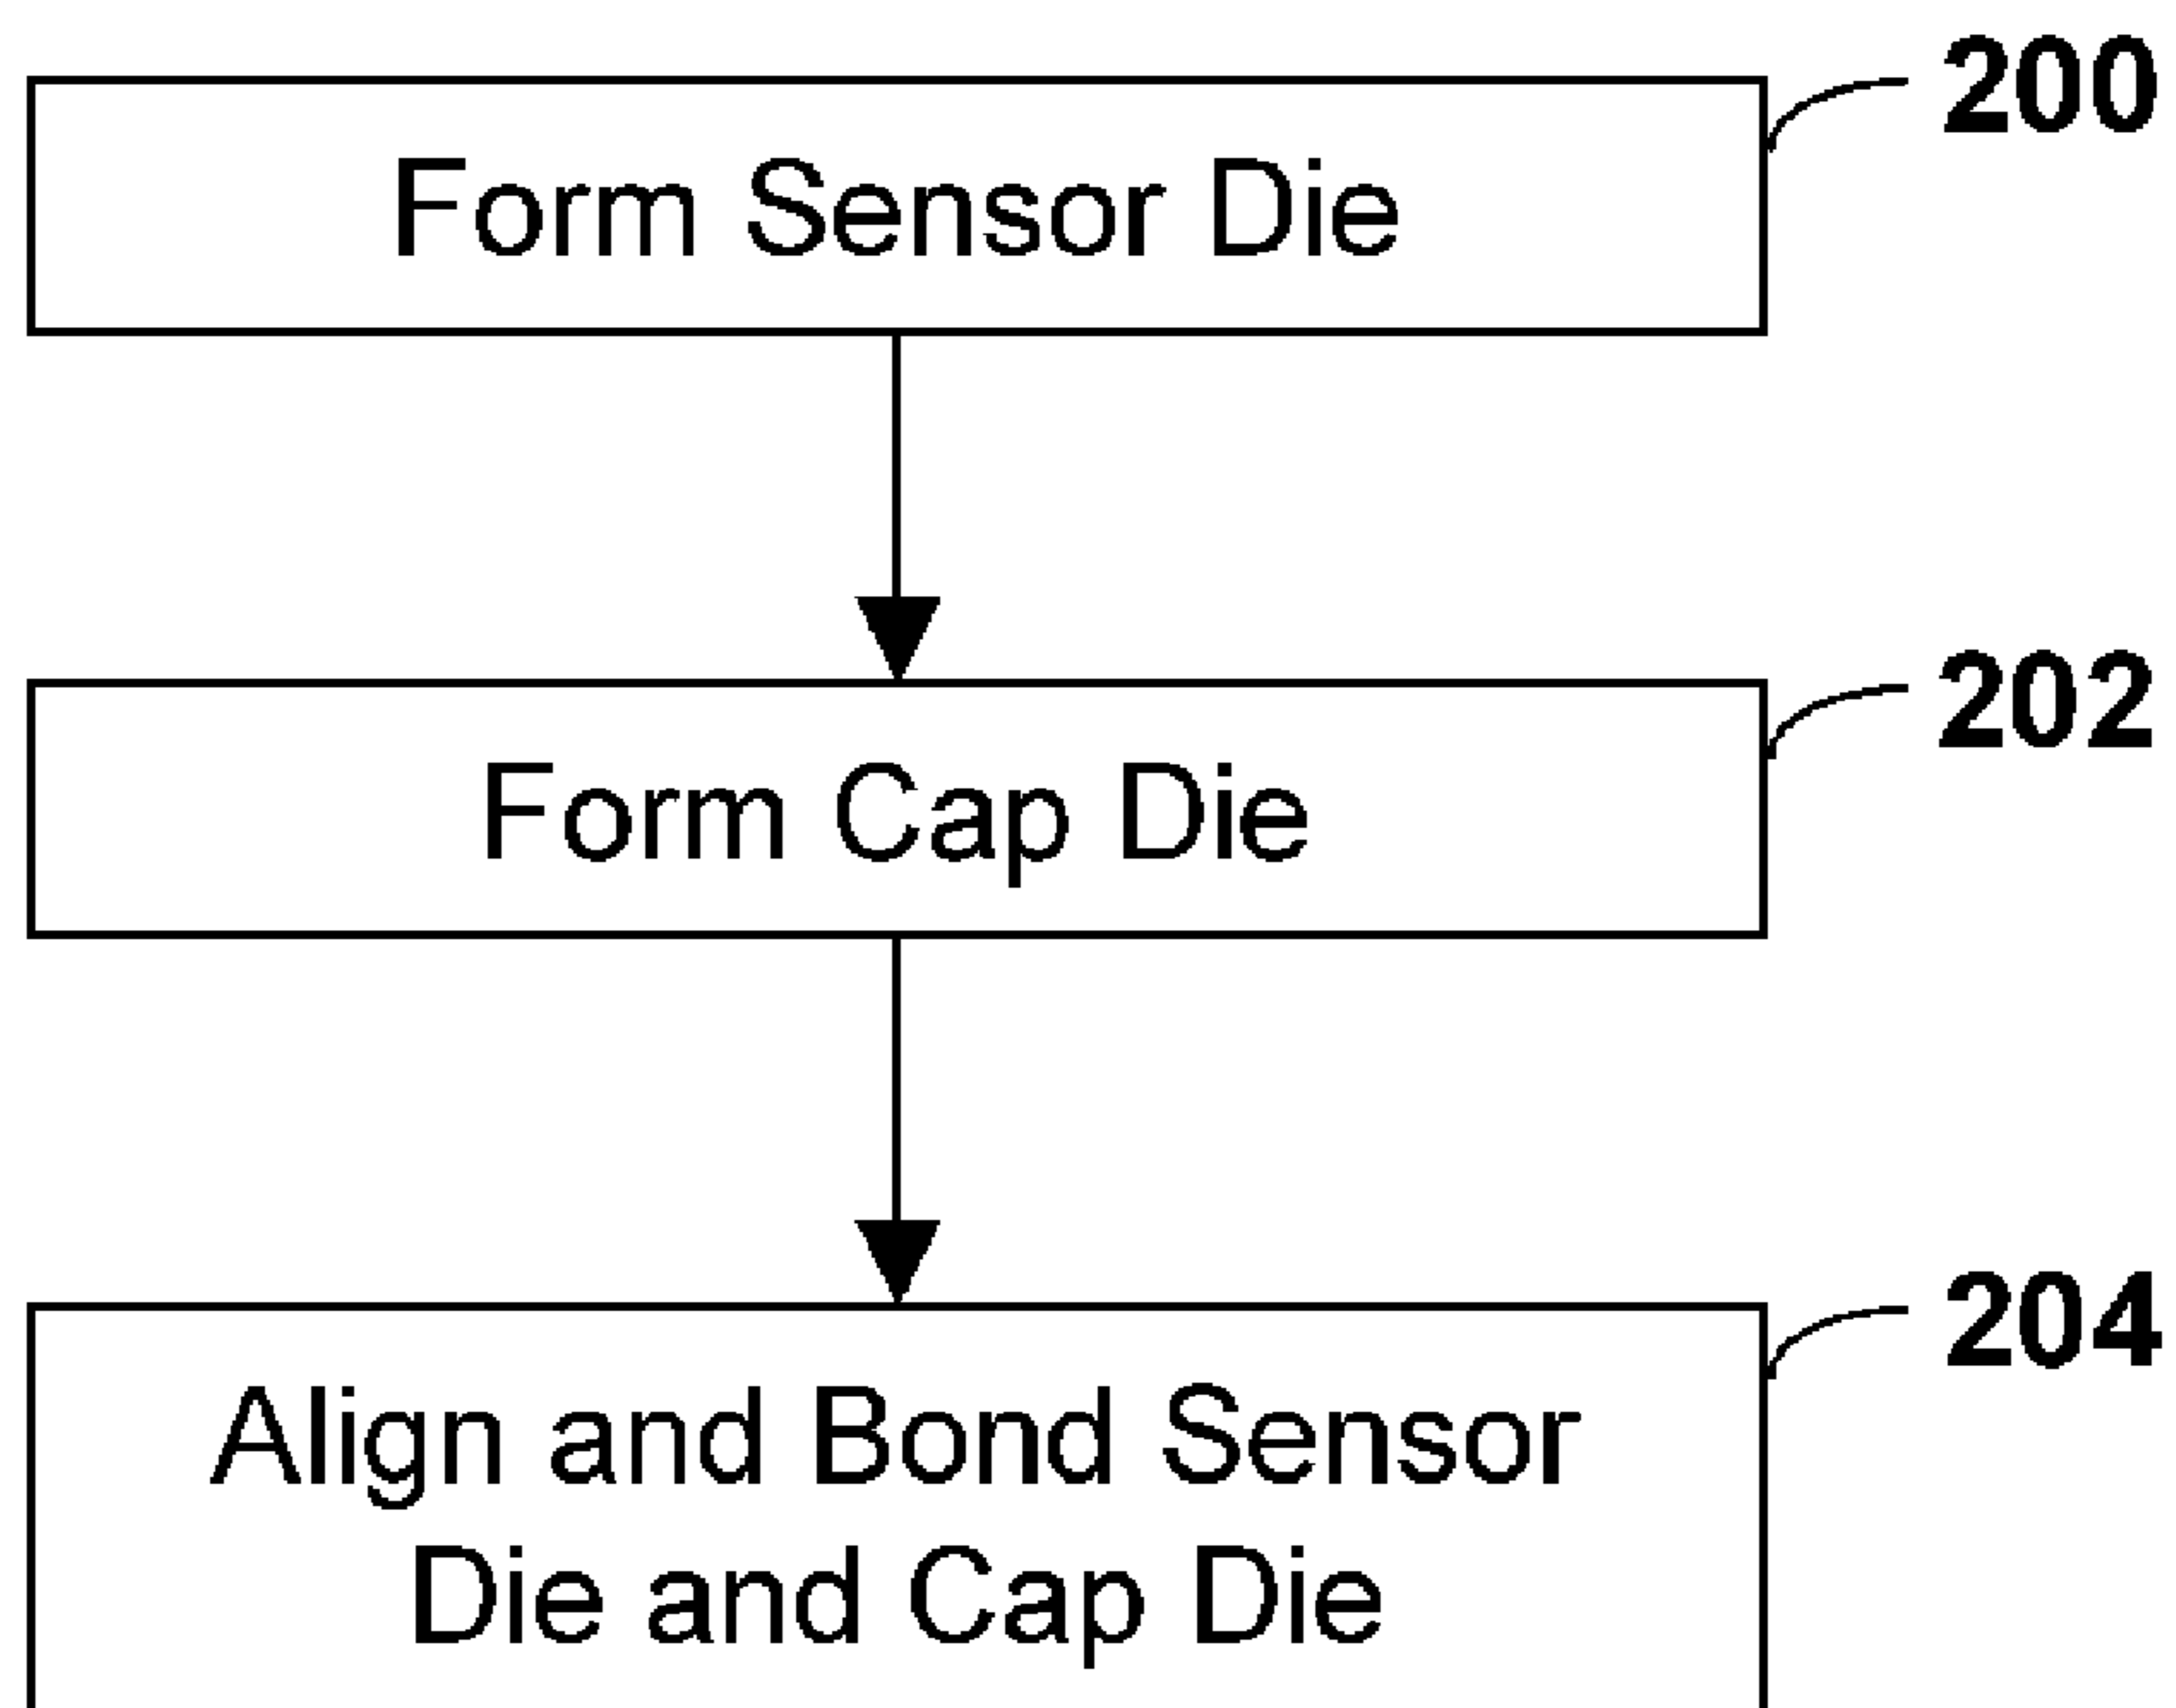 200
Form Sensor Die
202
Form Cap Die
204
Align and Bond Sensor
Die and Cap Die